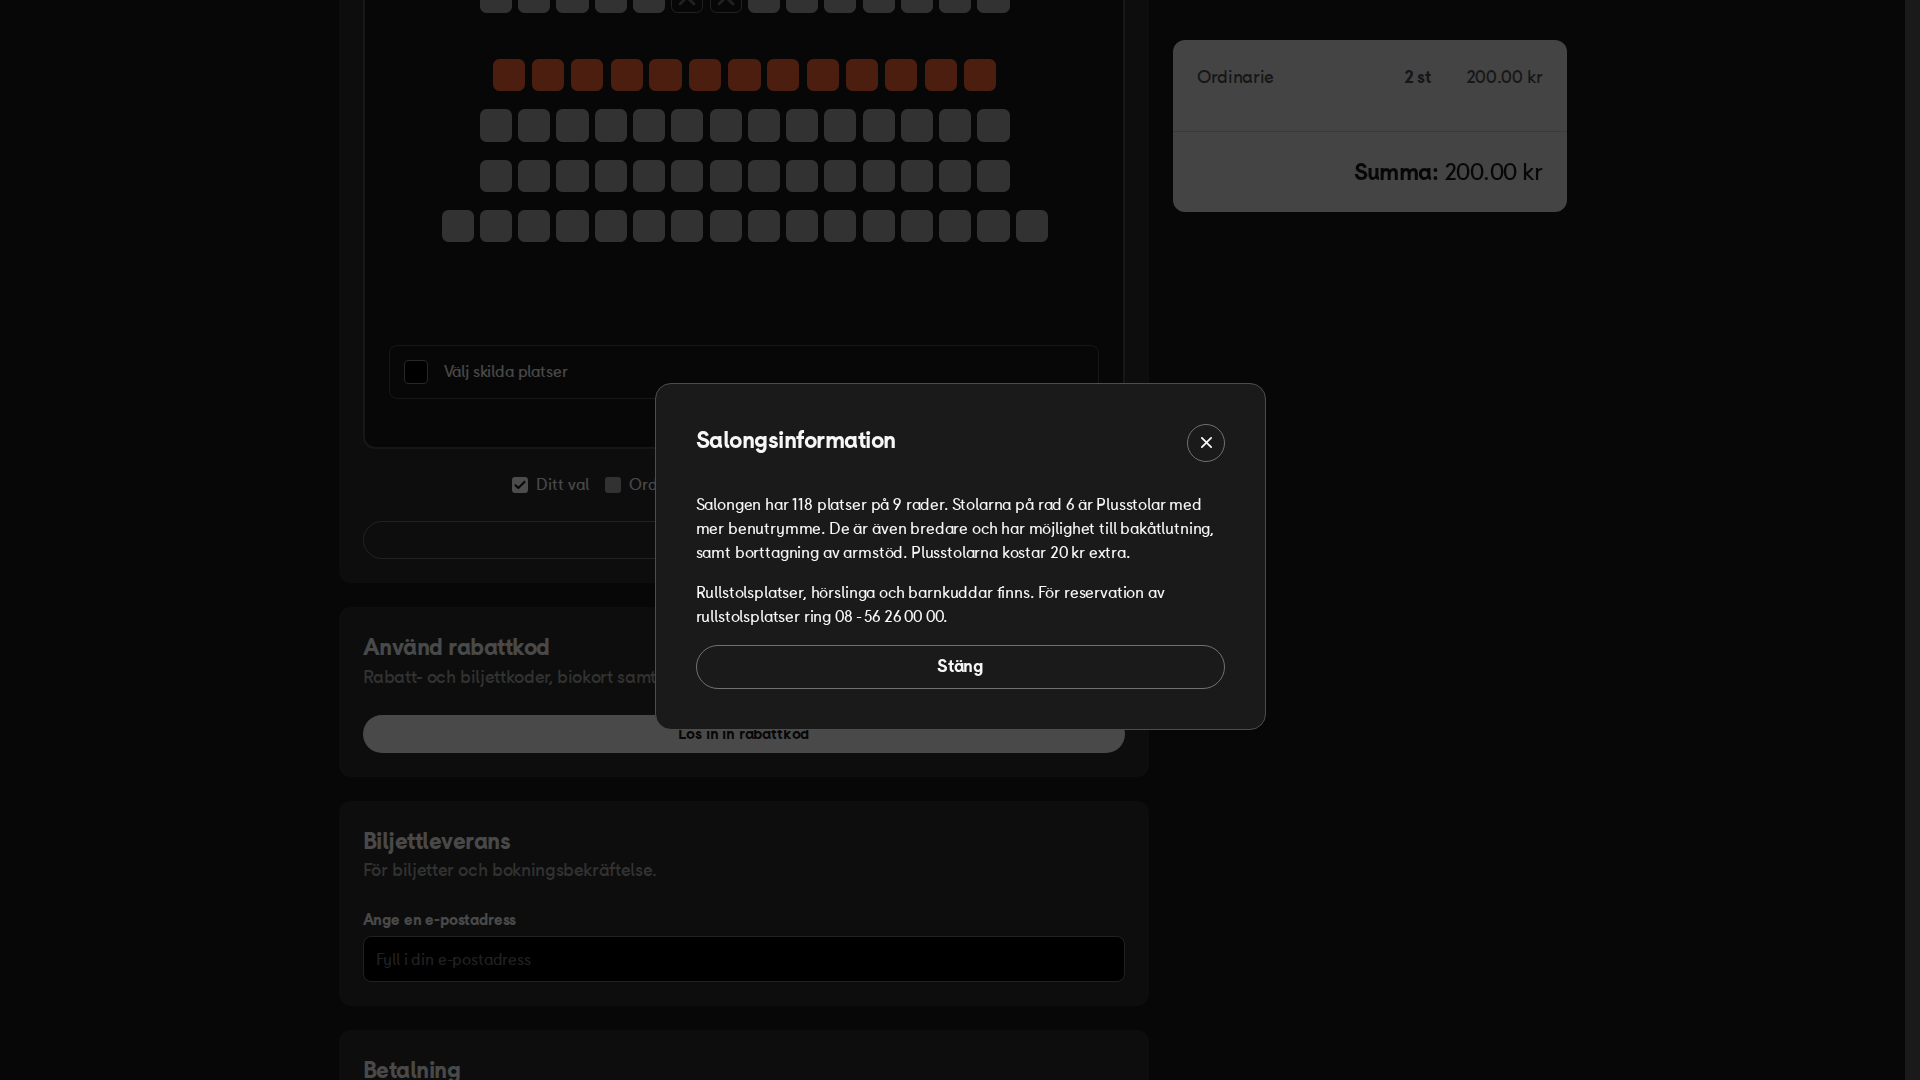 Ordinarie 2 st 200.00 kr
Summa: 200.00 kr
Välj skilda platser
Ditt val
Salongsinformation
Salongen har 118 platser på 9 rader. Stolarna på rad 6 är Plusstolar med
mer benutrymme. De är även bredare och har möjlighet till bakåtlutning,
samt borttagning av armstöd. Plusstolarna kostar 20 kr extra.
Rullstolsplatser, hörslinga och barnkuddar finns. För reservation av
rullstolsplatser ring 08 - 56 26 00 00.
Stäng
Använd rabattkod
Rabatt- och biljettkoder, biokort samt
Lös in in rabattkod
Biljettleverans
För biljetter och bokningsbekräftelse.
Ange en e-postadress
Fyll i din e-postadress
Betalning